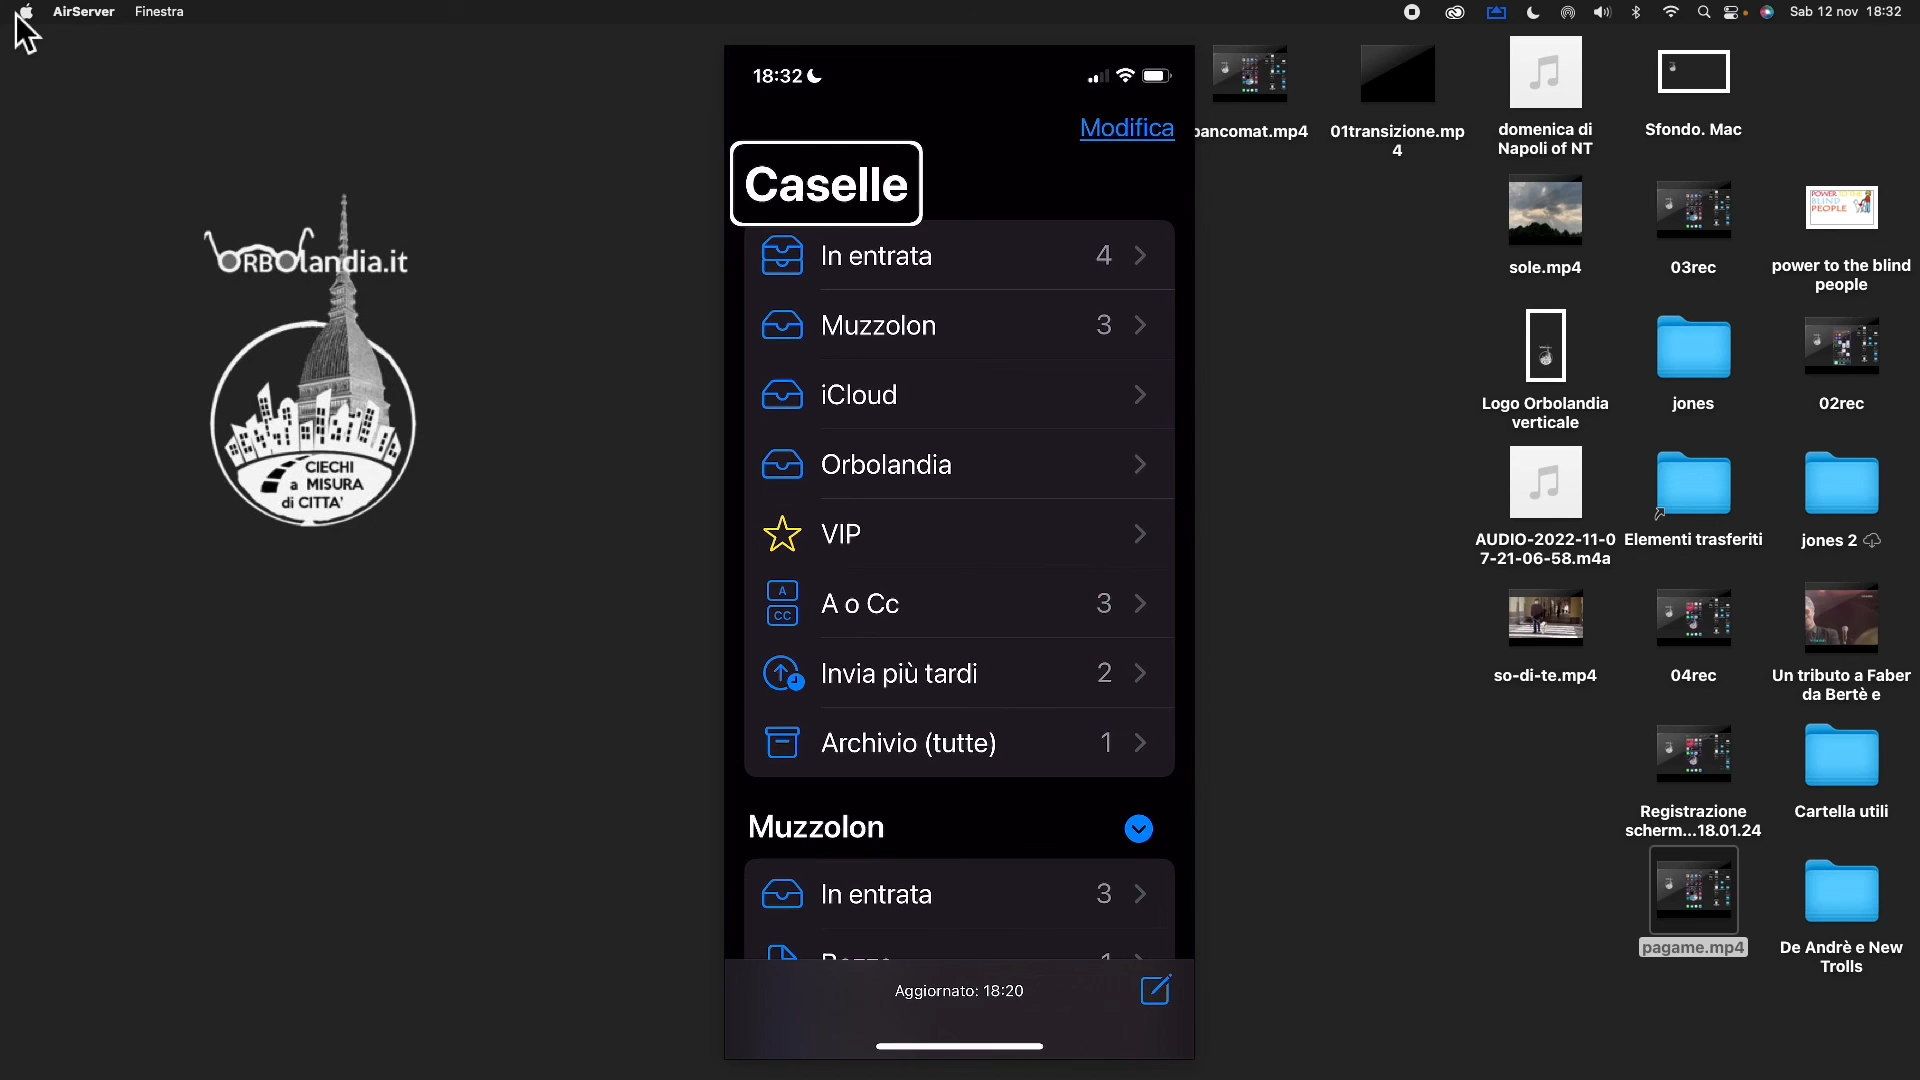 AirServer Finestra
Sab 12 nov 18:32
18:32
Modifica
Caselle
In entrata 4
Muzzolon 3
iCloud
Orbolandia
VIP
A
CC
A o Cc 3
Invia più tardi 2
Archivio (tutte) 1
Muzzolon
In entrata 3
Aggiornato: 18:20
ORBOlandia.it
CIECHI
a MISURA
di CITTA'
bancomat.mp4
01transizione.mp
4
domenica di
Napoli of NT
Sfondo. Mac
sole.mp4
03rec
BLIND
PEOPLE
power to the blind
people
Logo Orbolandia
verticale
jones
02rec
AUDIO-2022-11-0
7-21-06-58.m4a
Elementi trasferiti
jones 2
so-di-te.mp4
04rec
Un tributo a Faber
da Bertè e
Registrazione
scherm...18.01.24
Cartella utili
pagame.mp4
De Andrè e New
Trolls